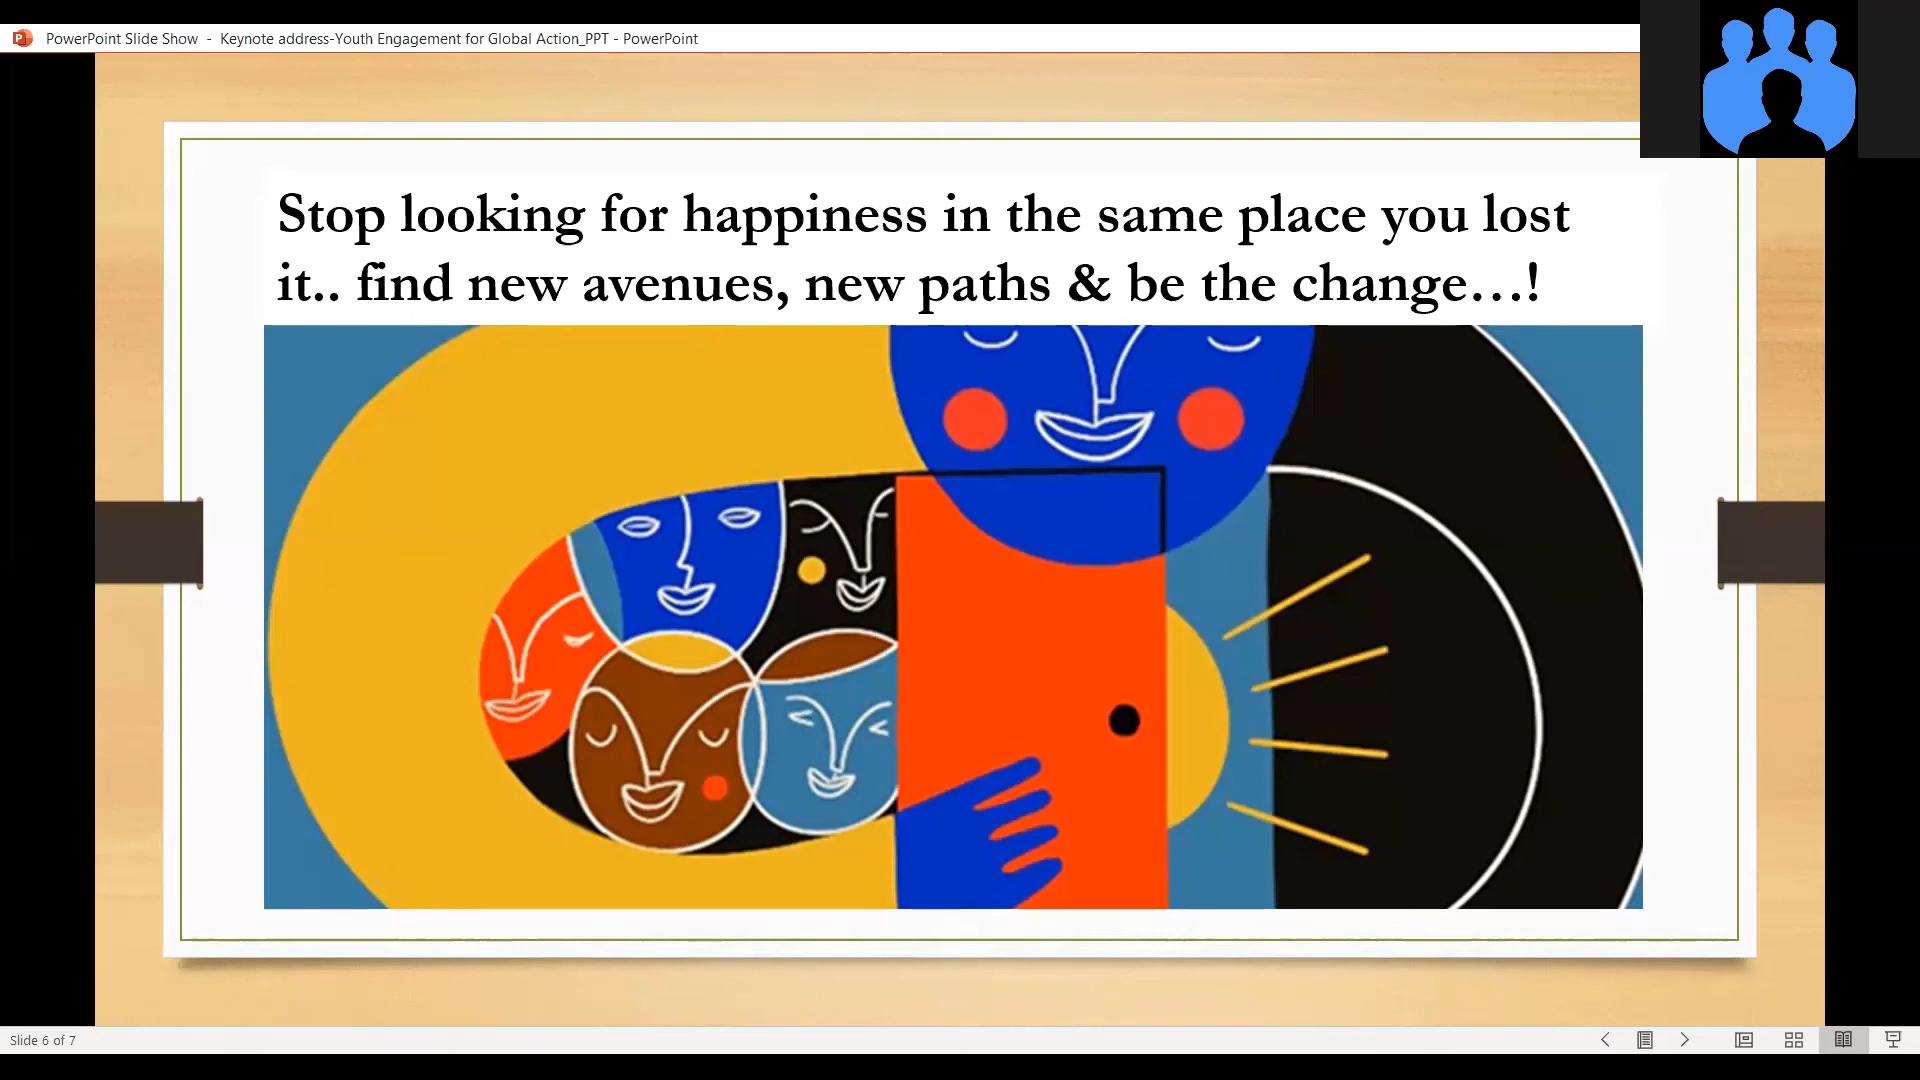 PowerPoint Slide Show - Keynote address-Youth Engagement for Global Action_PPT - PowerPoint
Stop looking for happiness in the same place you lost
it.. find new avenues, new paths & be the change...!
Slide 6 of 7